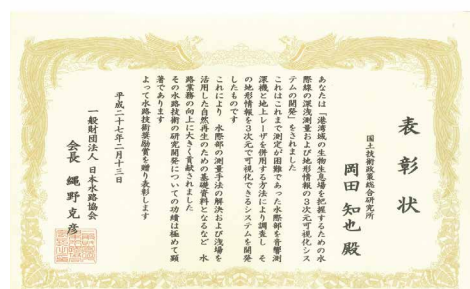 表彰状
国土技術政策総合研究所
岡田知也殿
あなたは「港湾域の生物生息場を把握するための水
際線の深浅測量および地形情報の3次元可視化シス
テムの開発」をされました
これはこれまで測定が困難であった水際部を音響測
深機と地上レーザを併用する方法により調査し そ
の地形情報を3次元で可視化できるシステムを開発
したものです
これにより 水際部の測量手法の解決および浅場を
活用した自然再生のための基礎資料となるなど 水
路業務の向上に大きく貢献されました
その水路技術の研究開発についての功績は極めて顕
著であります
よって水路技術奨励賞を贈り表彰します
平成二十七年二月十三日
一般財団法人 日本水路協会
会長 縄野克彦